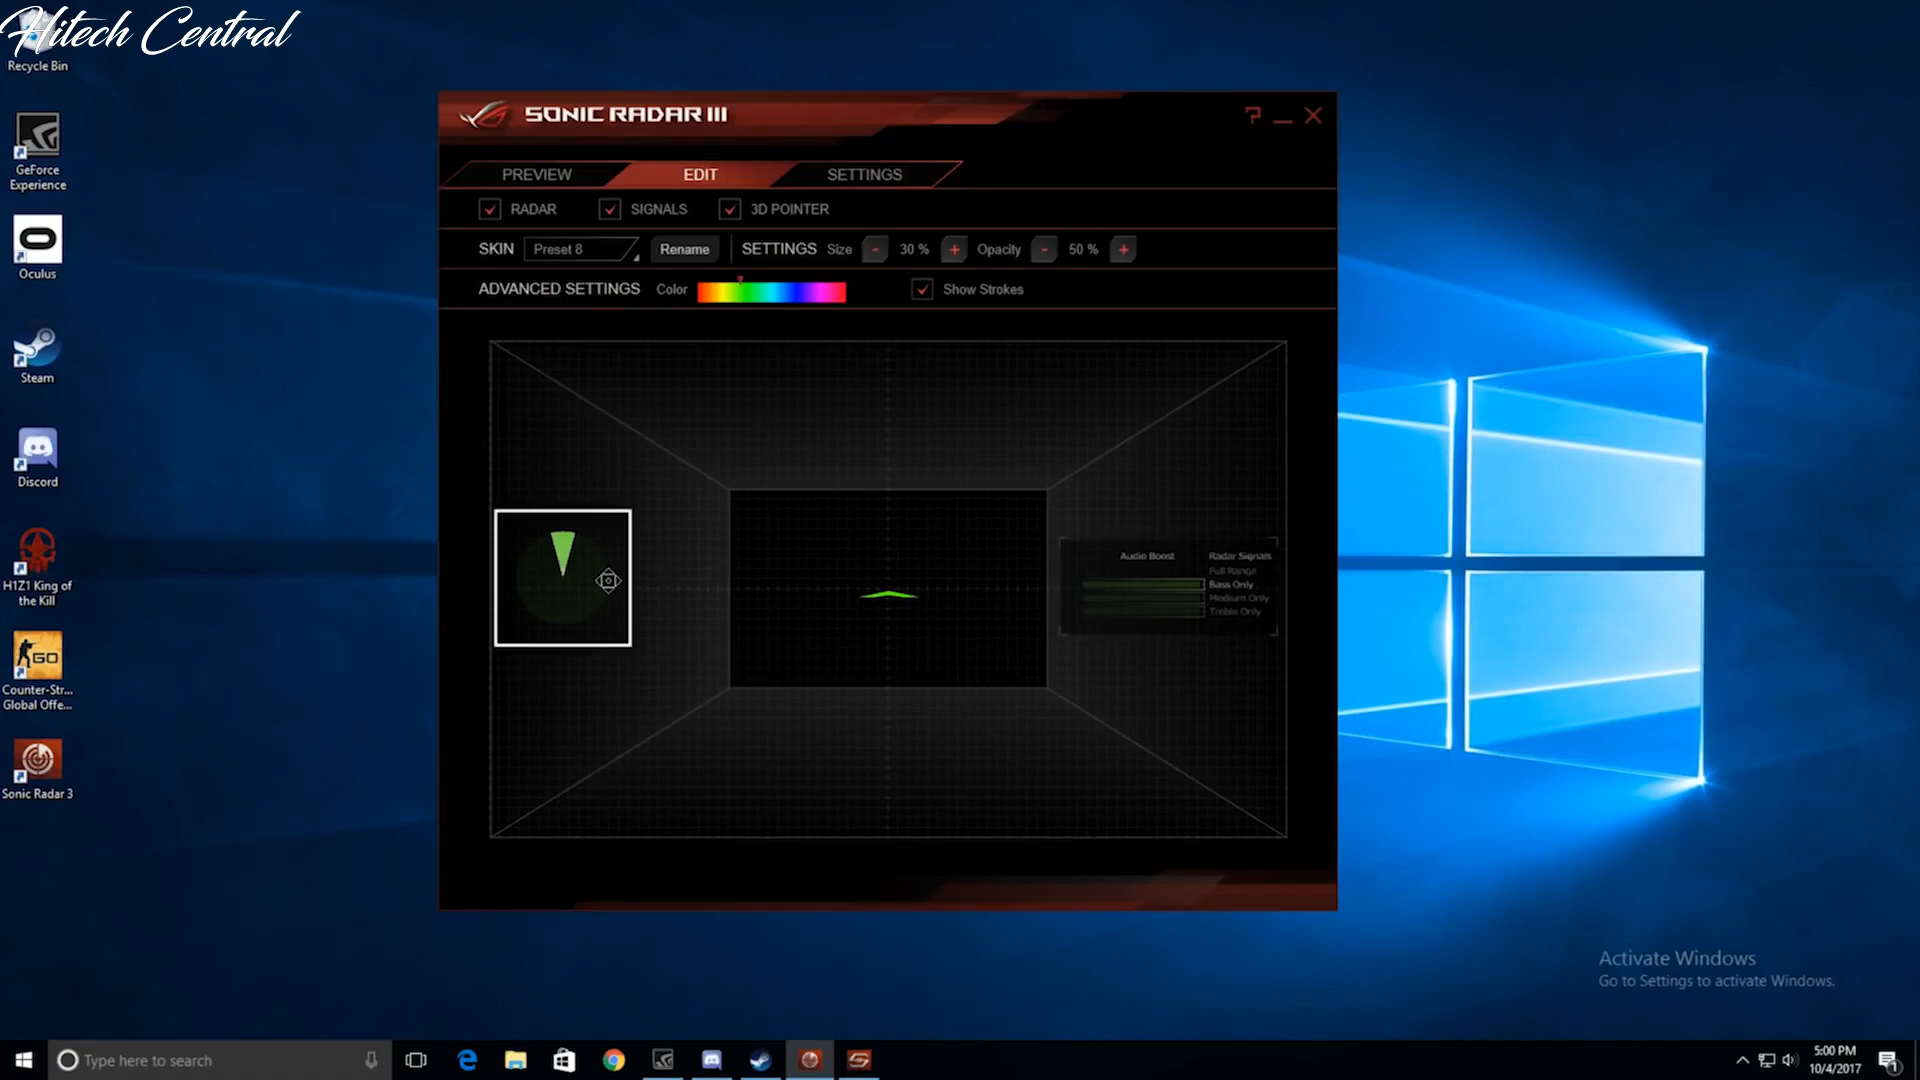 Hitech Central
Recycle Bin
GeForce
Experience
Oculus
Steam
Discord
H1Z1 King of
the Kill
GO
Counter-Str...
Global Offe...
Sonic Radar 3
SONIC RADAR III
PREVIEW EDIT SETTINGS
RADAR SIGNALS 3D POINTER
SKIN Preset 8 Rename SETTINGS Size - 30 % + Opacity - 50 % +
ADVANCED SETTINGS Color Show Strokes
Audio Boost Radar Signals
Full Range
Bass Only
Medium Only
Treble Only
Activate Windows
Go to Settings to activate Windows.
Type here to search
5:00 PM
10/4/2017
1